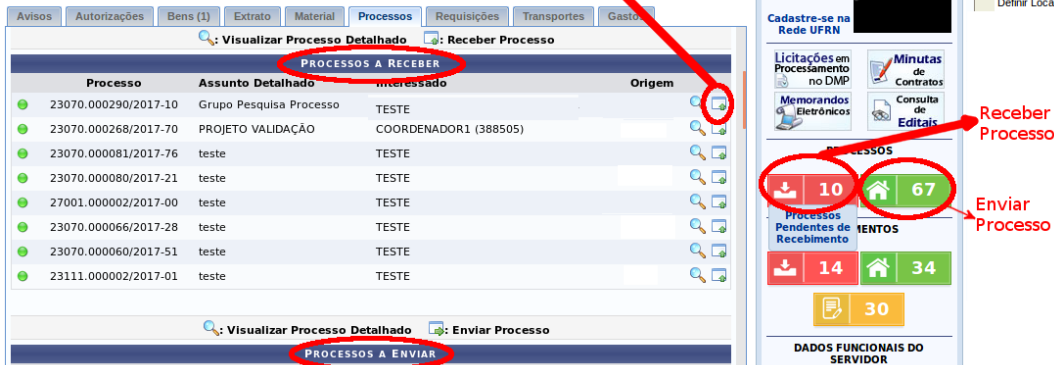 Avisos Autorizações Bens (1) Extrato Material Processos Requisições Transportes Gastos
: Visualizar Processo Detalhado : Receber Processo
PROCESSOS A RECEBER
Processo Assunto Detalhado Interessado Origem
23070.000290/2017-10 Grupo Pesquisa Processo TESTE
23070.000268/2017-70 PROJETO VALIDAÇÃO COORDENADOR1 (388505)
23070.000081/2017-76 teste TESTE
23070.000080/2017-21 teste TESTE
27001.000002/2017-00 teste TESTE
23070.000066/2017-28 teste TESTE
23070.000060/2017-51 teste TESTE
23111.000002/2017-01 teste TESTE
: Visualizar Processo Detalhado : Enviar Processo
PROCESSOS A ENVIAR
Cadastre-se na
Rede UFRN
Licitações em
Processamento
no DMP
Minutas
de
Contratos
Memorandos
Eletrônicos
Consulta
de
Editais
PROCESSOS
10 67
Processos
Pendentes de
Recebimento
MENTOS
14 34
30
DADOS FUNCIONAIS DO
SERVIDOR
Definir Loca
Receber
Processo
Enviar
Processo